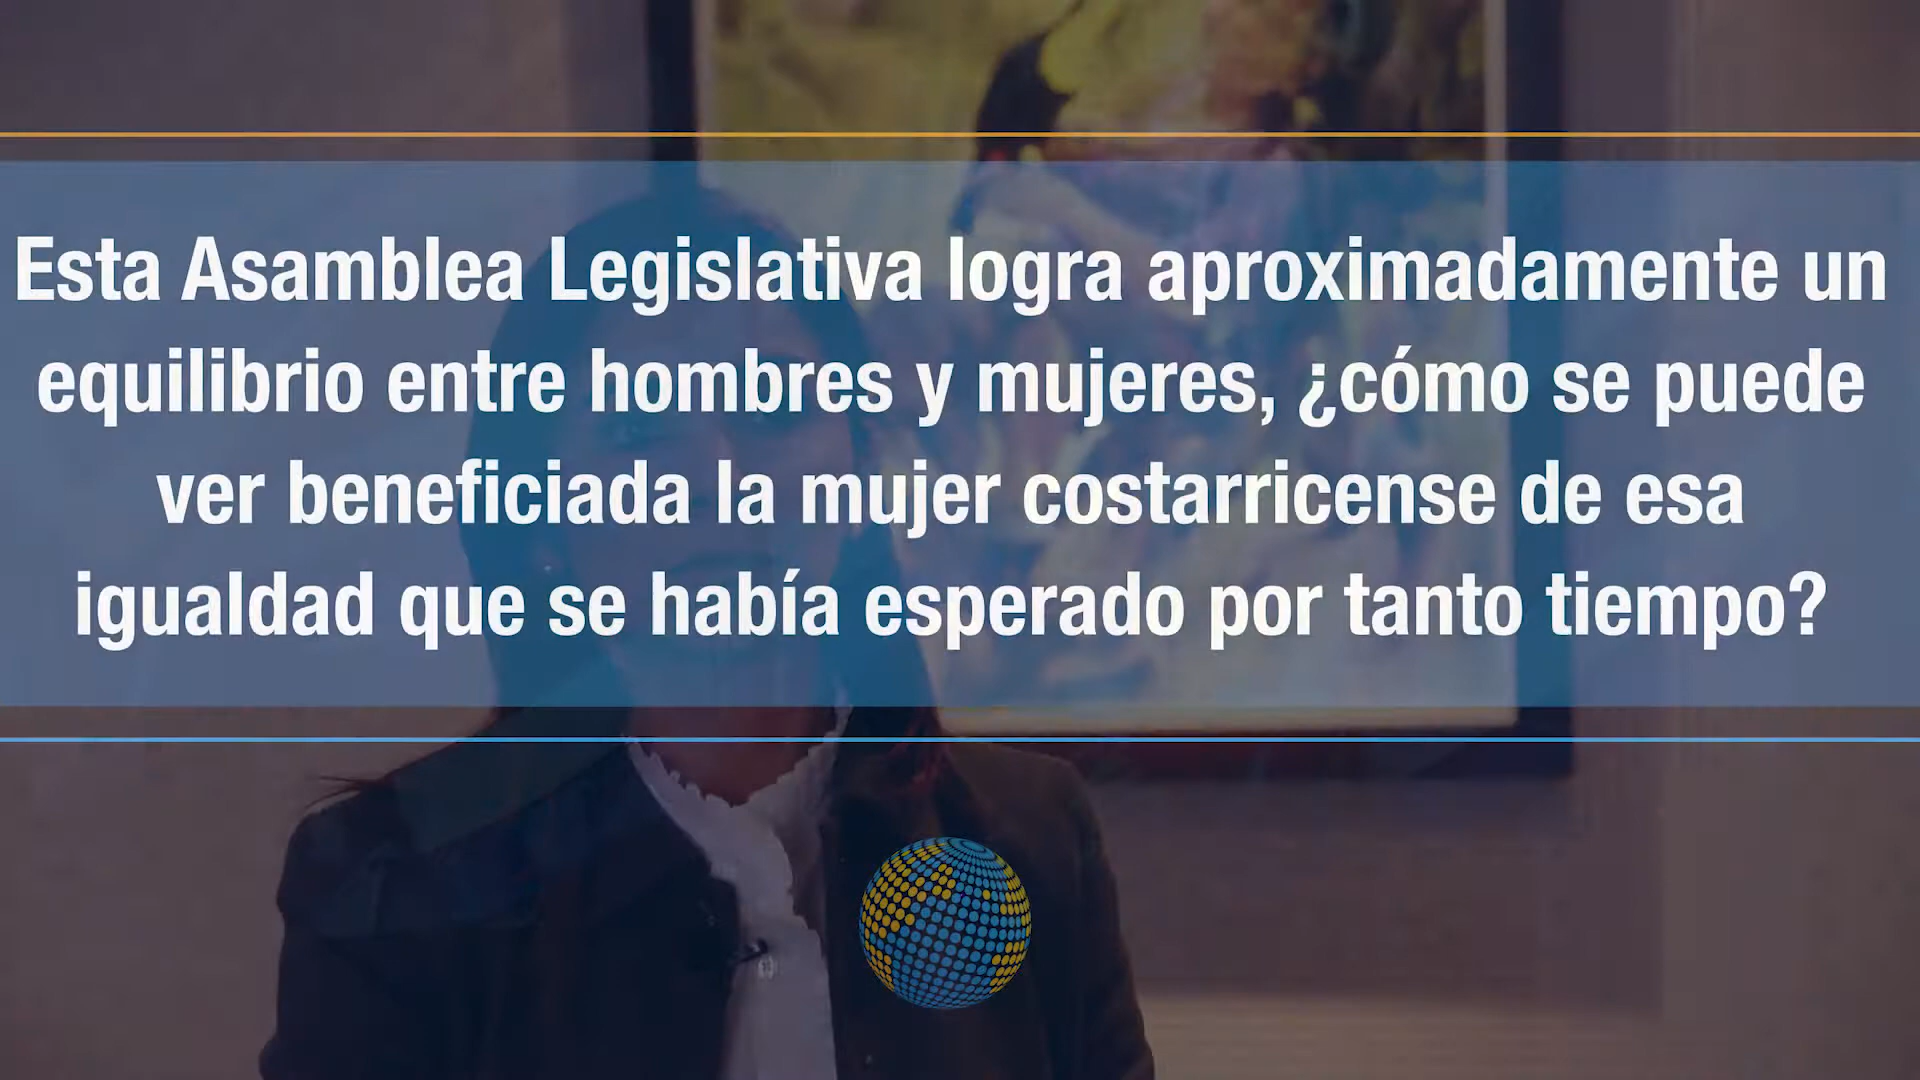 Esta Asamblea Legislativa logra aproximadamente un
equilibrio entre hombres y mujeres, ¿cómo se puede
ver beneficiada la mujer costarricense de esa
igualdad que se había esperado por tanto tiempo?